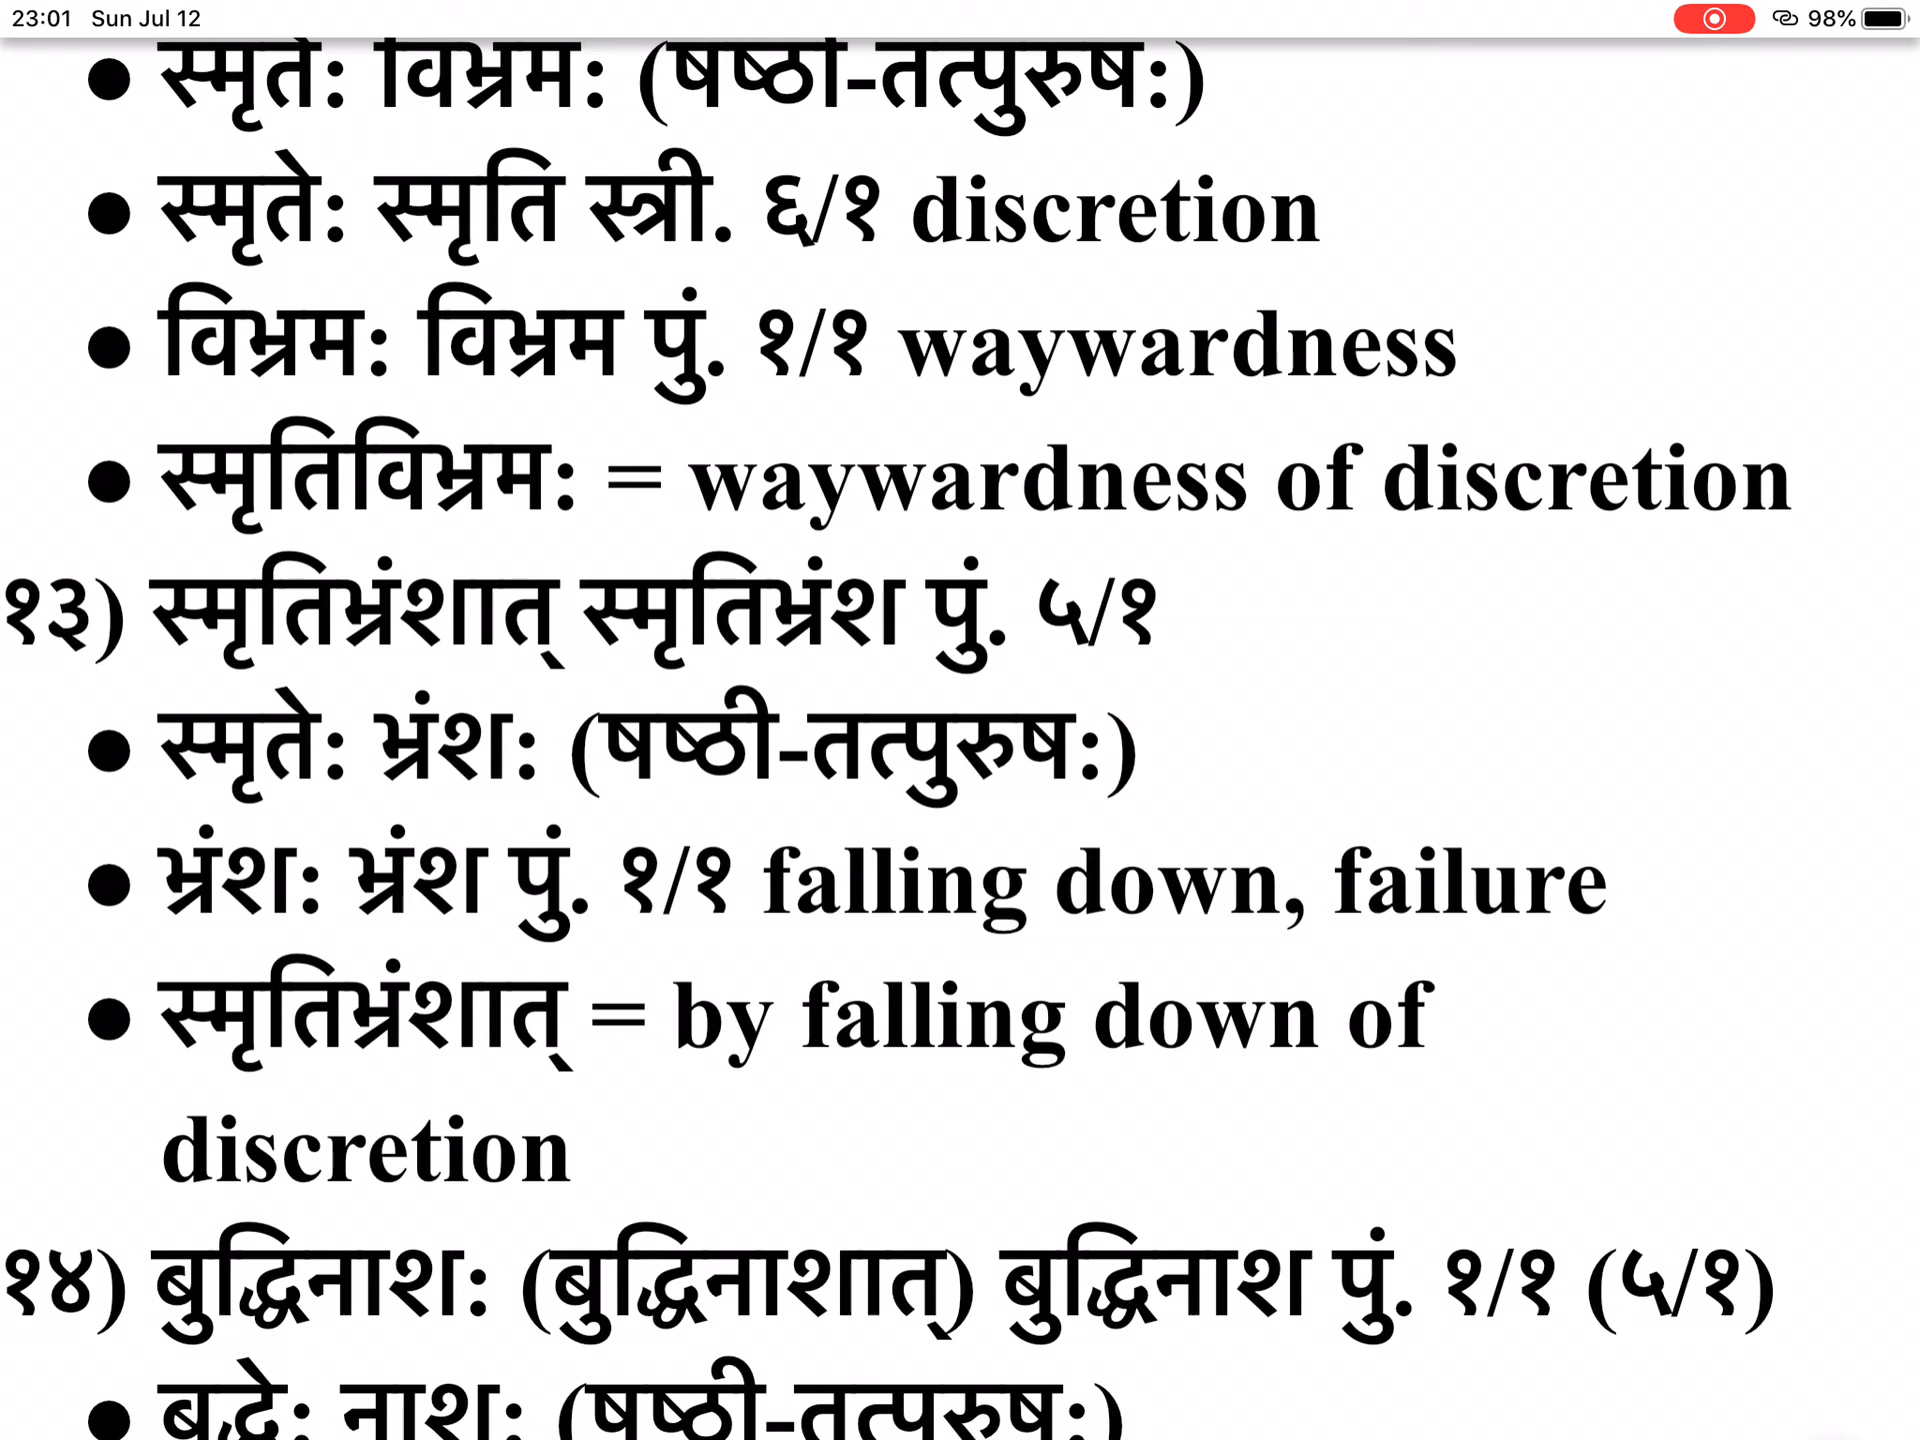 23:01 Sun Jul 12 98%
● स्मृते: विभ्रम: (षष्ठी-तत्पुरुष:)
● स्मृते: स्मृति स्त्री. ६/१ discretion
● विभ्रम: विभ्रम पुं. १/१ waywardness
● स्मृतिविभ्रम: = waywardness of discretion
१३) स्मृतिभ्रंशात् स्मृतिभ्रंश पुं. ५/१
● स्मृते: भ्रंश: (षष्ठी-तत्पुरुष:)
● भ्रंश: भ्रंश पुं. १/१ falling down, failure
● स्मृतिभ्रंशात् = by falling down of
discretion
१४) बुद्धिनाश: (बुद्धिनाशात्) बुद्धिनाश पुं. १/१ (५/१)
● बुद्धे: नाश: (षष्ठी-तत्पुरुष:)